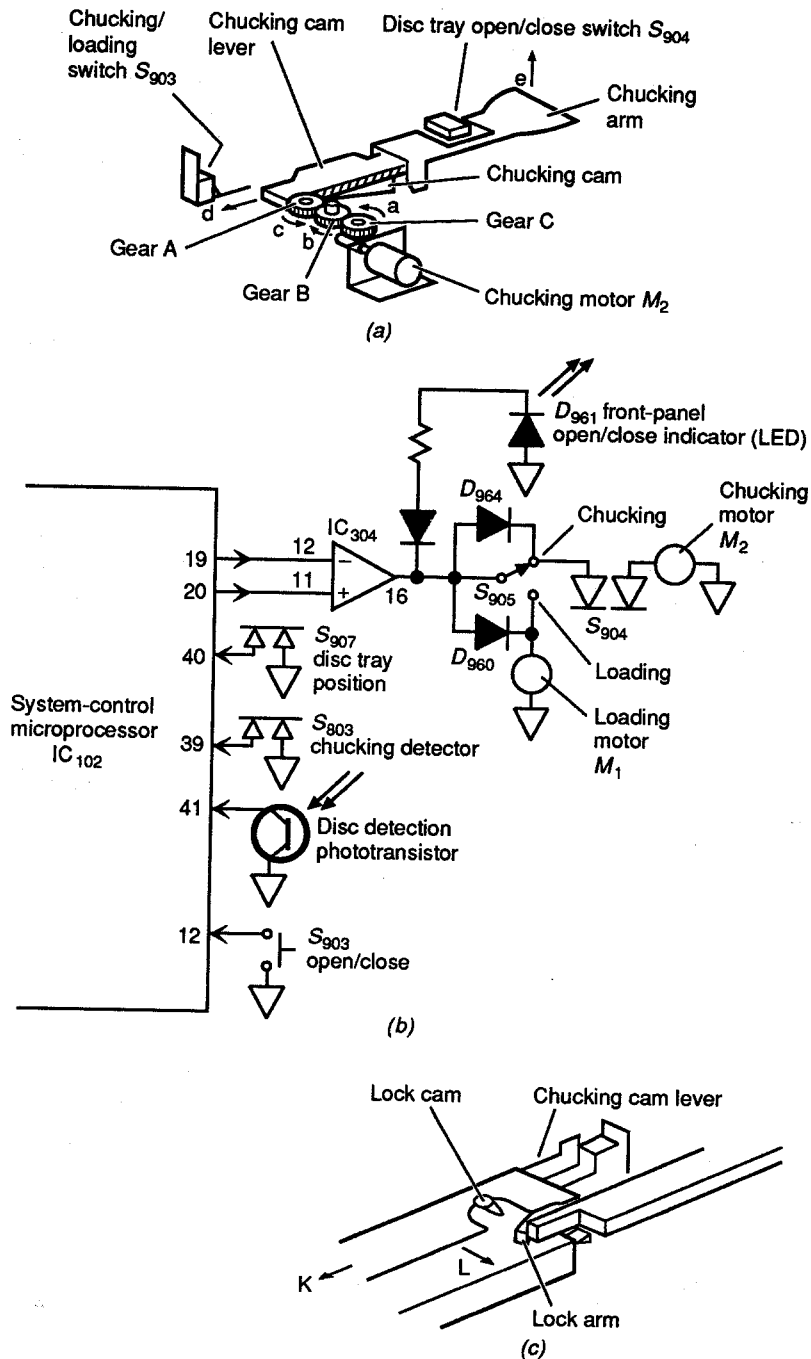 Chucking/
loading
switch S903
Chucking cam
lever
Disc tray open/close switch S904
e
Chucking
arm
Chucking cam
d
a
Gear A
c
b
Gear C
Gear B
Chucking motor M2
(a)
D961 front-panel
open/close indicator (LED)
D964
IC304
Chucking
Chucking
motor
M2
19
12
−
20
11
+
16
S905
S904
40
S907
disc tray
position
D960
Loading
System-control
microprocessor
IC102
39
S803
chucking detector
Loading
motor
M1
41
Disc detection
phototransistor
12
S903
open/close
(b)
Lock cam
Chucking cam lever
K
L
Lock arm
(c)